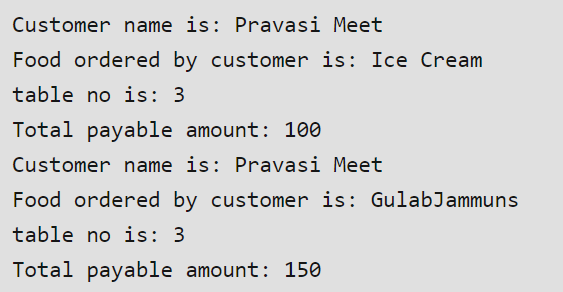 Customer name is: Pravasi Meet
Food ordered by customer is: Ice Cream
table no is: 3
Total payable amount: 100
Customer name is: Pravasi Meet
Food ordered by customer is: GulabJammuns
table no is: 3
Total payable amount: 150